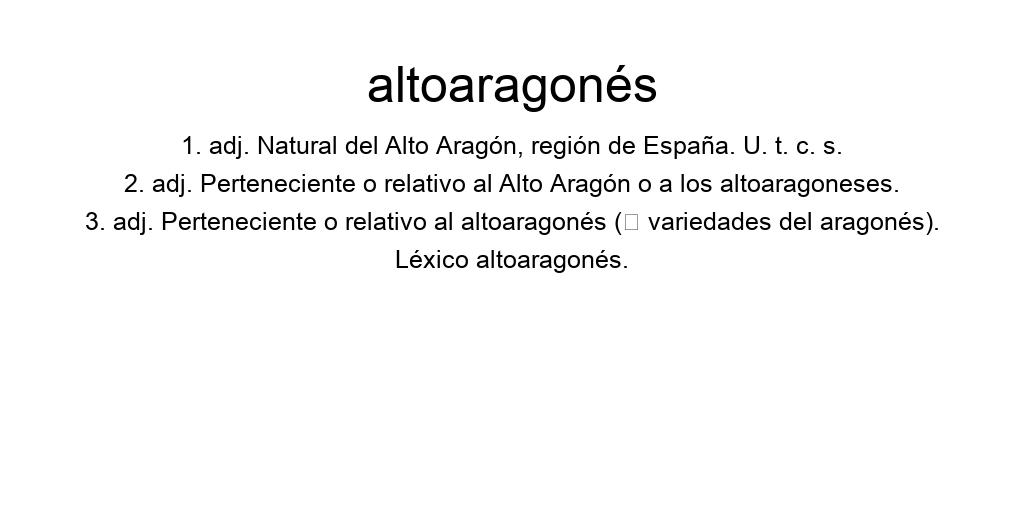 altoaragonés
1. adj. Natural del Alto Aragón, región de España. U. t. c. s.
2. adj. Perteneciente o relativo al Alto Aragón o a los altoaragoneses.
3. adj. Perteneciente o relativo al altoaragonés (□ variedades del aragonés).
Léxico altoaragonés.